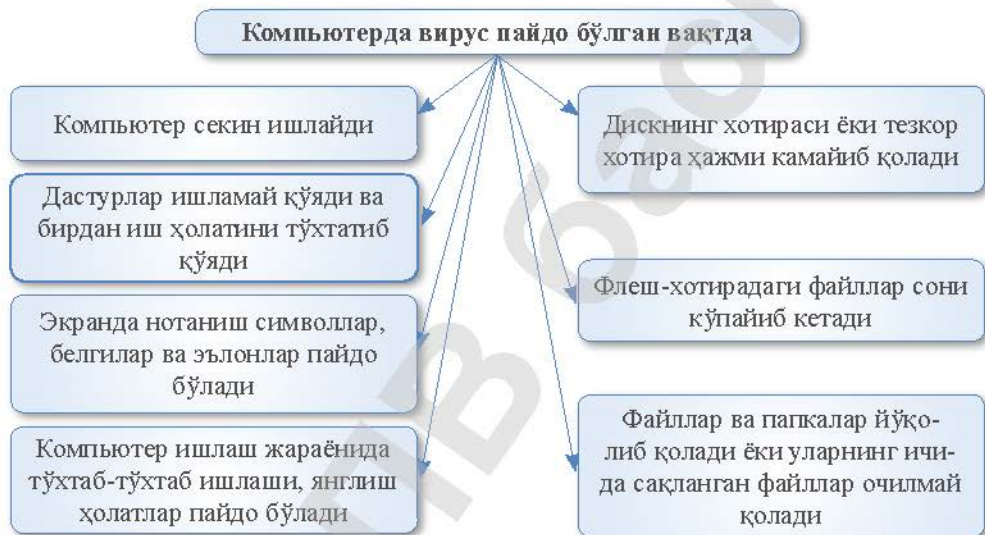 Компьютерда вирус пайдо бўлган вақтда
Компьютер секин ишлайди
Дастурлар ишламай қўяди ва
бирдан иш ҳолатини тўхтатиб
қўяди
Экранда нотаниш символлар,
белгилар ва эълонлар пайдо
бўлади
Компьютер ишлаш жараёнида
тўхтаб-тўхтаб ишлаши, янглиш
ҳолатлар пайдо бўлади
Дискнинг хотираси ёки тезкор
хотира ҳажми камайиб қолади
Флеш-хотирадаги файллар сони
кўпайиб кетади
Файллар ва папкалар йўқо-
либ қолади ёки уларнинг ичи-
да сақланган файллар очилмай
қолади